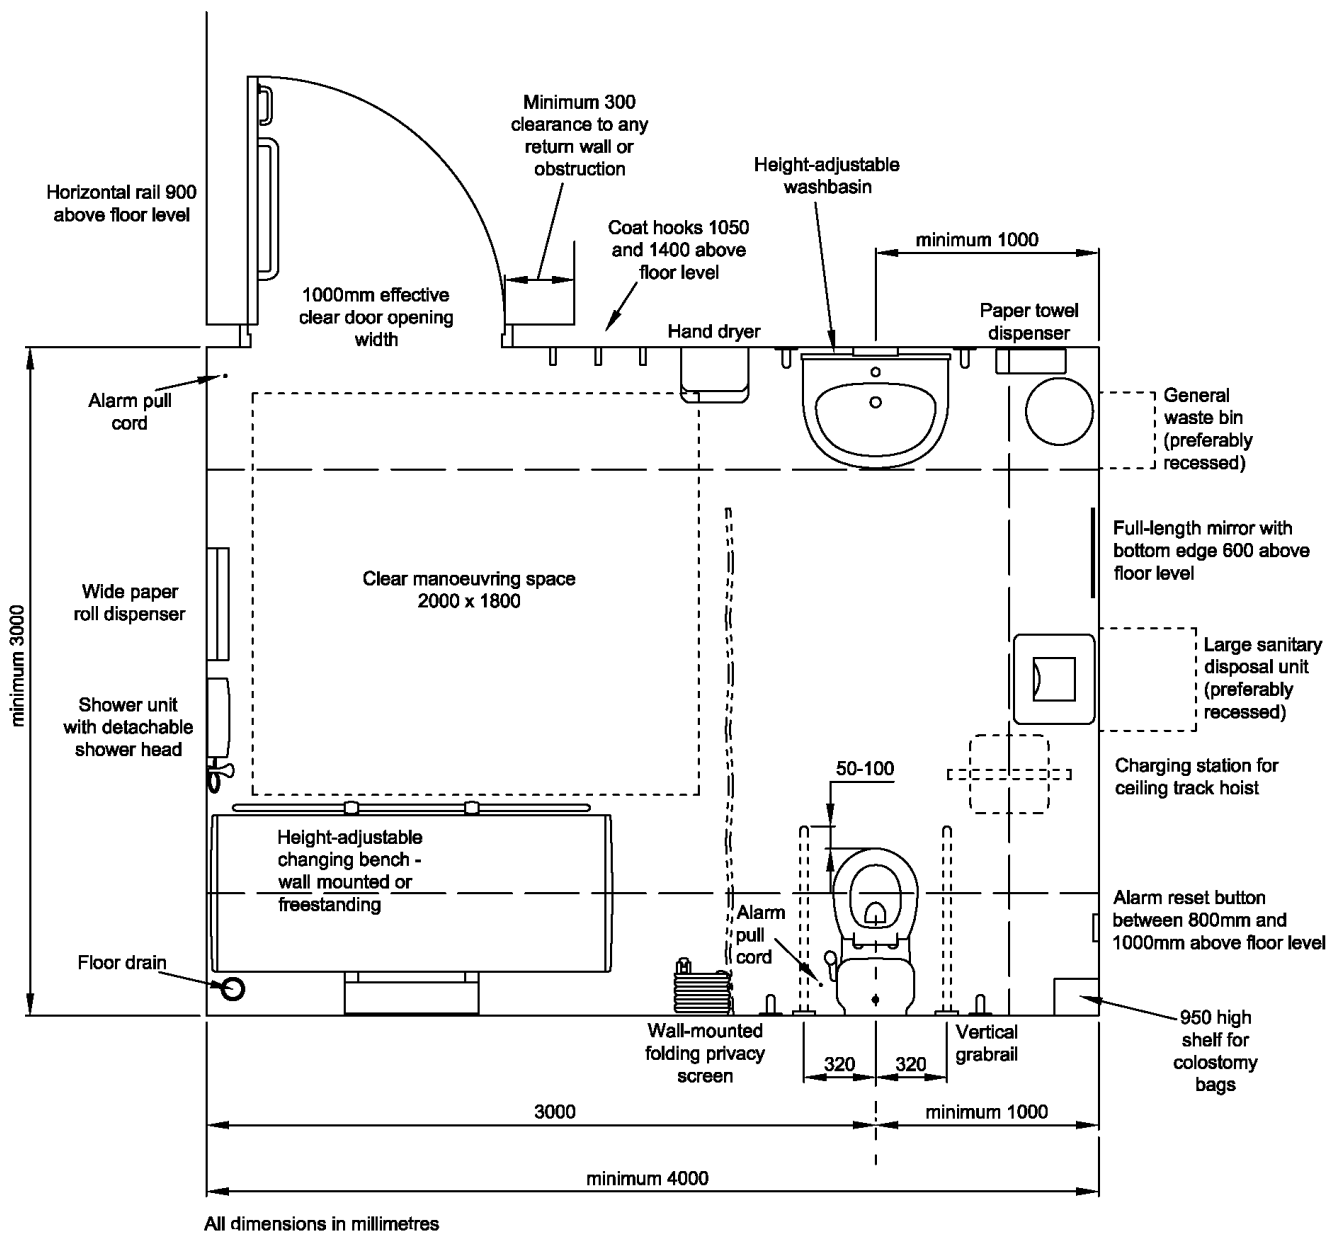 Minimum 300
clearance to any
return wall or
obstruction
Height-adjustable
washbasin
Horizontal rail 900
above floor level
Coat hooks 1050
and 1400 above
floor level
minimum 1000
1000mm effective
clear door opening
width
Hand dryer
Paper towel
dispenser
Alarm pull
cord
General
waste bin
(preferably
recessed)
Full-length mirror with
bottom edge 600 above
floor level
Clear manoeuvring space
2000 x 1800
Wide paper
roll dispenser
minimum 3000
Large sanitary
disposal unit
(preferably
recessed)
Shower unit
with detachable
shower head
50-100
Charging station for
ceiling track hoist
Height-adjustable
changing bench -
wall mounted or
freestanding
Alarm
pull
cord
Alarm reset button
between 800mm and
1000mm above floor level
Floor drain
Wall-mounted
folding privacy
screen
320
320
Vertical
grabrail
950 high
shelf for
colostomy
bags
3000
minimum 1000
minimum 4000
All dimensions in millimetres